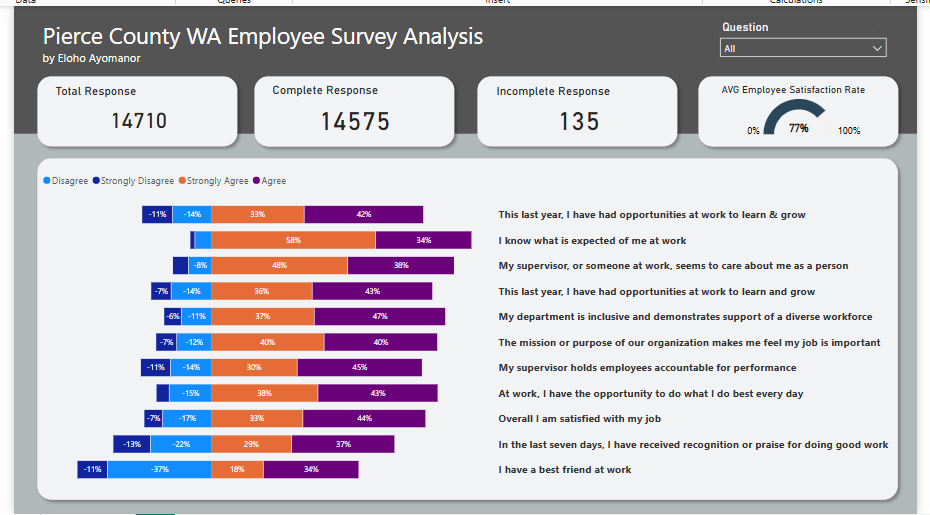 Data Queries Insert Calculations
Pierce County WA Employee Survey Analysis
by Eloho Ayomanor
Question
All
Total Response
14710
Complete Response
14575
Incomplete Response
135
AVG Employee Satisfaction Rate
0% 77% 100%
Disagree Strongly Disagree Strongly Agree Agree
-11% -14% 33% 42% This last year, I have had opportunities at work to learn & grow
58% 34% I know what is expected of me at work
-8% 48% 38% My supervisor, or someone at work, seems to care about me as a person
-7% -14% 36% 43% This last year, I have had opportunities at work to learn and grow
-6% -11% 37% 47% My department is inclusive and demonstrates support of a diverse workforce
-7% -12% 40% 40% The mission or purpose of our organization makes me feel my job is important
-11% -14% 30% 45% My supervisor holds employees accountable for performance
-15% 38% 43% At work, I have the opportunity to do what I do best every day
-7% -17% 33% 44% Overall I am satisfied with my job
-13% -22% 29% 37% In the last seven days, I have received recognition or praise for doing good work
-11% -37% 18% 34% I have a best friend at work